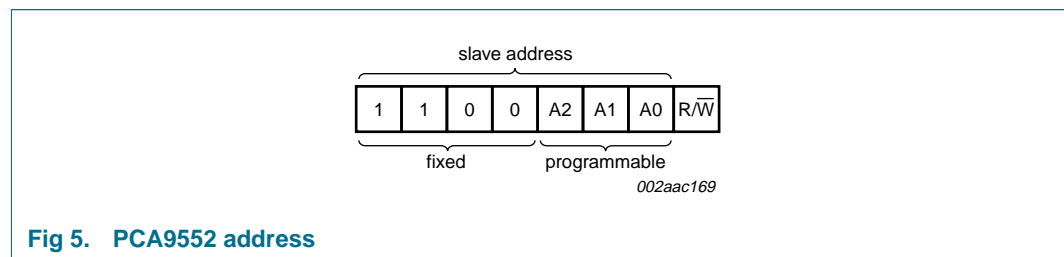 slave address
1 1 0 0 A2 A1 A0 R/W̅
fixed programmable
002aac169
Fig 5. PCA9552 address